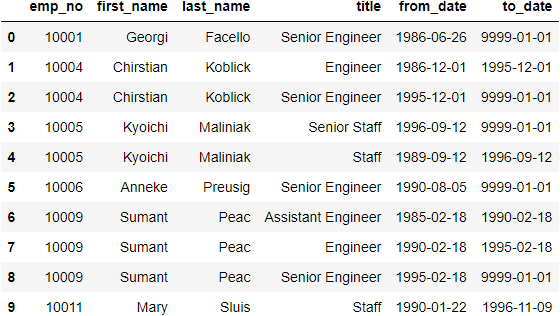 emp_no first_name last_name title from_date to_date
0 10001 Georgi Facello Senior Engineer 1986-06-26 9999-01-01
1 10004 Chirstian Koblick Engineer 1986-12-01 1995-12-01
2 10004 Chirstian Koblick Senior Engineer 1995-12-01 9999-01-01
3 10005 Kyoichi Maliniak Senior Staff 1996-09-12 9999-01-01
4 10005 Kyoichi Maliniak Staff 1989-09-12 1996-09-12
5 10006 Anneke Preusig Senior Engineer 1990-08-05 9999-01-01
6 10009 Sumant Peac Assistant Engineer 1985-02-18 1990-02-18
7 10009 Sumant Peac Engineer 1990-02-18 1995-02-18
8 10009 Sumant Peac Senior Engineer 1995-02-18 9999-01-01
9 10011 Mary Sluis Staff 1990-01-22 1996-11-09